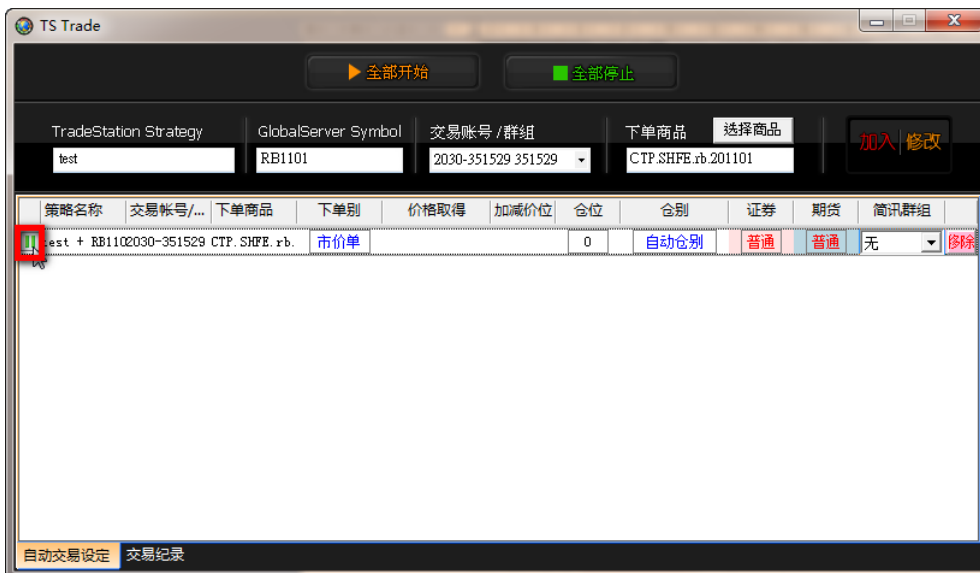 TS Trade
全部开始 全部停止
TradeStation Strategy GlobalServer Symbol 交易账号 /群组 下单商品 选择商品
test RB1101 2030-351529 351529 CTP.SHFE.rb.201101 加入 修改
策略名称 交易帐号/... 下单商品 下单别 价格取得 加减价位 仓位 仓别 证券 期货 简讯群组
test + RB110 2030-351529 CTP.SHFE.rb. 市价单 0 自动仓别 普通 普通 无 移除
自动交易设定 交易纪录